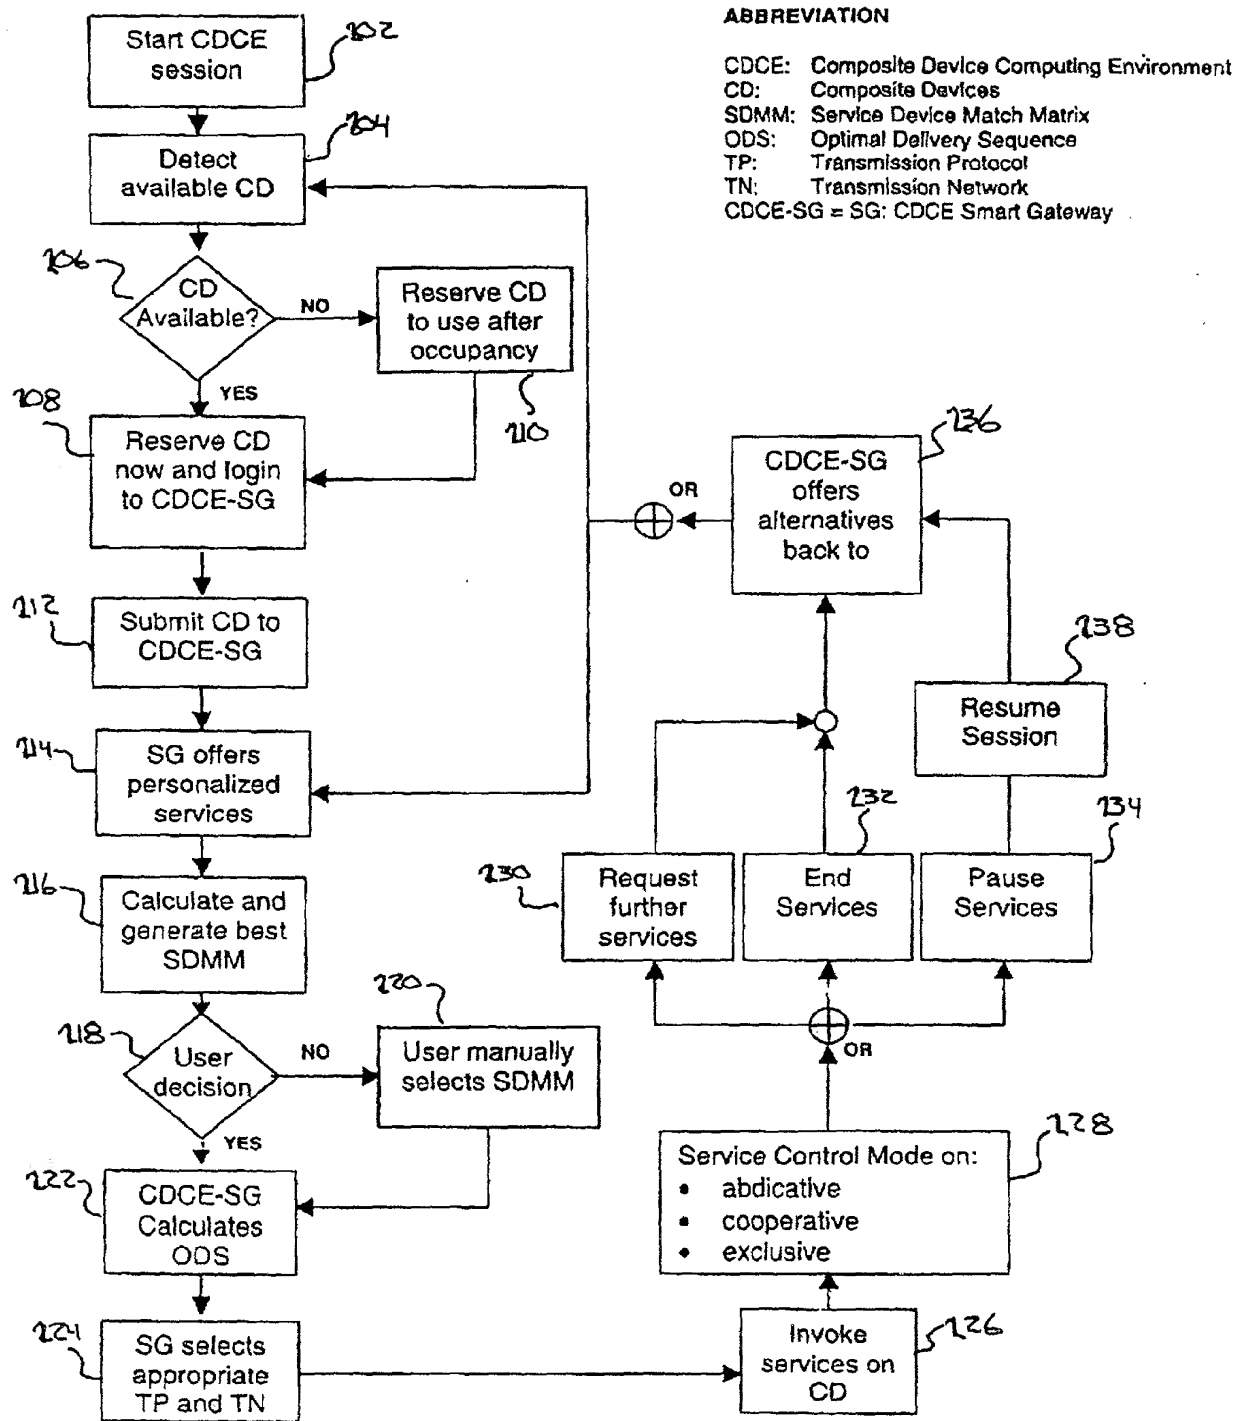 ABBREVIATION
CDCE: Composite Device Computing Environment
CD: Composite Devices
SDMM: Service Device Match Matrix
ODS: Optimal Delivery Sequence
TP: Transmission Protocol
TN: Transmission Network
CDCE-SG = SG: CDCE Smart Gateway
Start CDCE
session
202
204
Detect
available CD
206
CD
Available?
NO
Reserve CD
to use after
occupancy
210
YES
208
Reserve CD
now and login
to CDCE-SG
212
Submit CD to
CDCE-SG
214
SG offers
personalized
services
216
Calculate and
generate best
SDMM
218
User
decision
NO
220
User manually
selects SDMM
YES
222
CDCE-SG
Calculates
ODS
224
SG selects
appropriate
TP and TN
226
Invoke
services on
CD
228
Service Control Mode on:
• abdicative
• cooperative
• exclusive
OR
230
Request
further
services
232
End
Services
234
Pause
Services
238
Resume
Session
236
CDCE-SG
offers
alternatives
back to
OR